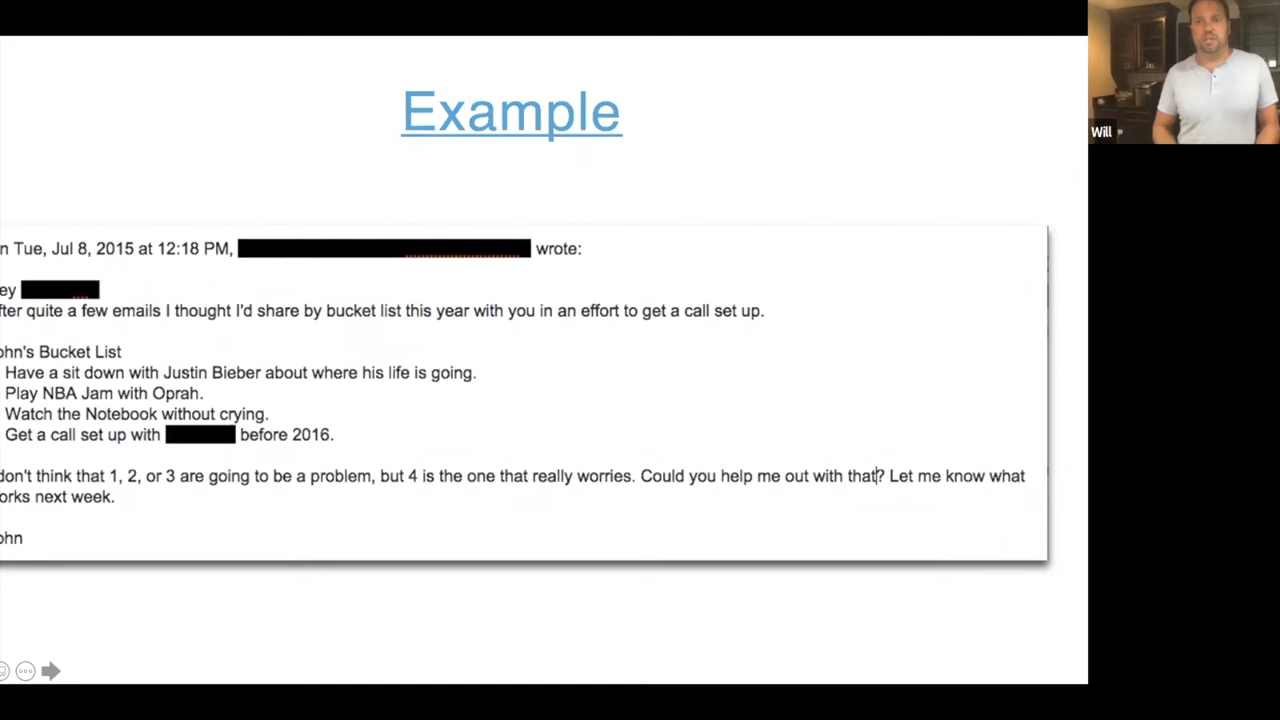 Example
Will
n Tue, Jul 8, 2015 at 12:18 PM, wrote:
ey
fter quite a few emails I thought I'd share by bucket list this year with you in an effort to get a call set up.
ohn's Bucket List
Have a sit down with Justin Bieber about where his life is going.
Play NBA Jam with Oprah.
Watch the Notebook without crying.
Get a call set up with before 2016.
don't think that 1, 2, or 3 are going to be a problem, but 4 is the one that really worries. Could you help me out with that? Let me know what
orks next week.
ohn